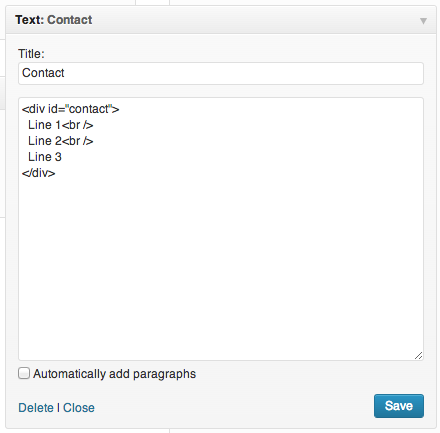 Text: Contact
Title:
Contact
<div id="contact">
  Line 1<br />
  Line 2<br />
  Line 3
</div>
Automatically add paragraphs
Delete | Close
Save